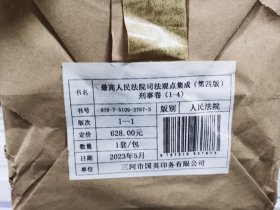 书名 最高人民法院司法观点集成（第四版）
刑事卷（1-4）
书号 978-7-5109-3787-3 版别 人民法院
版次 1-1
定价 628.00元
数量 1套/包
日期 2023年5月
单位 三河市国英印务有限公司